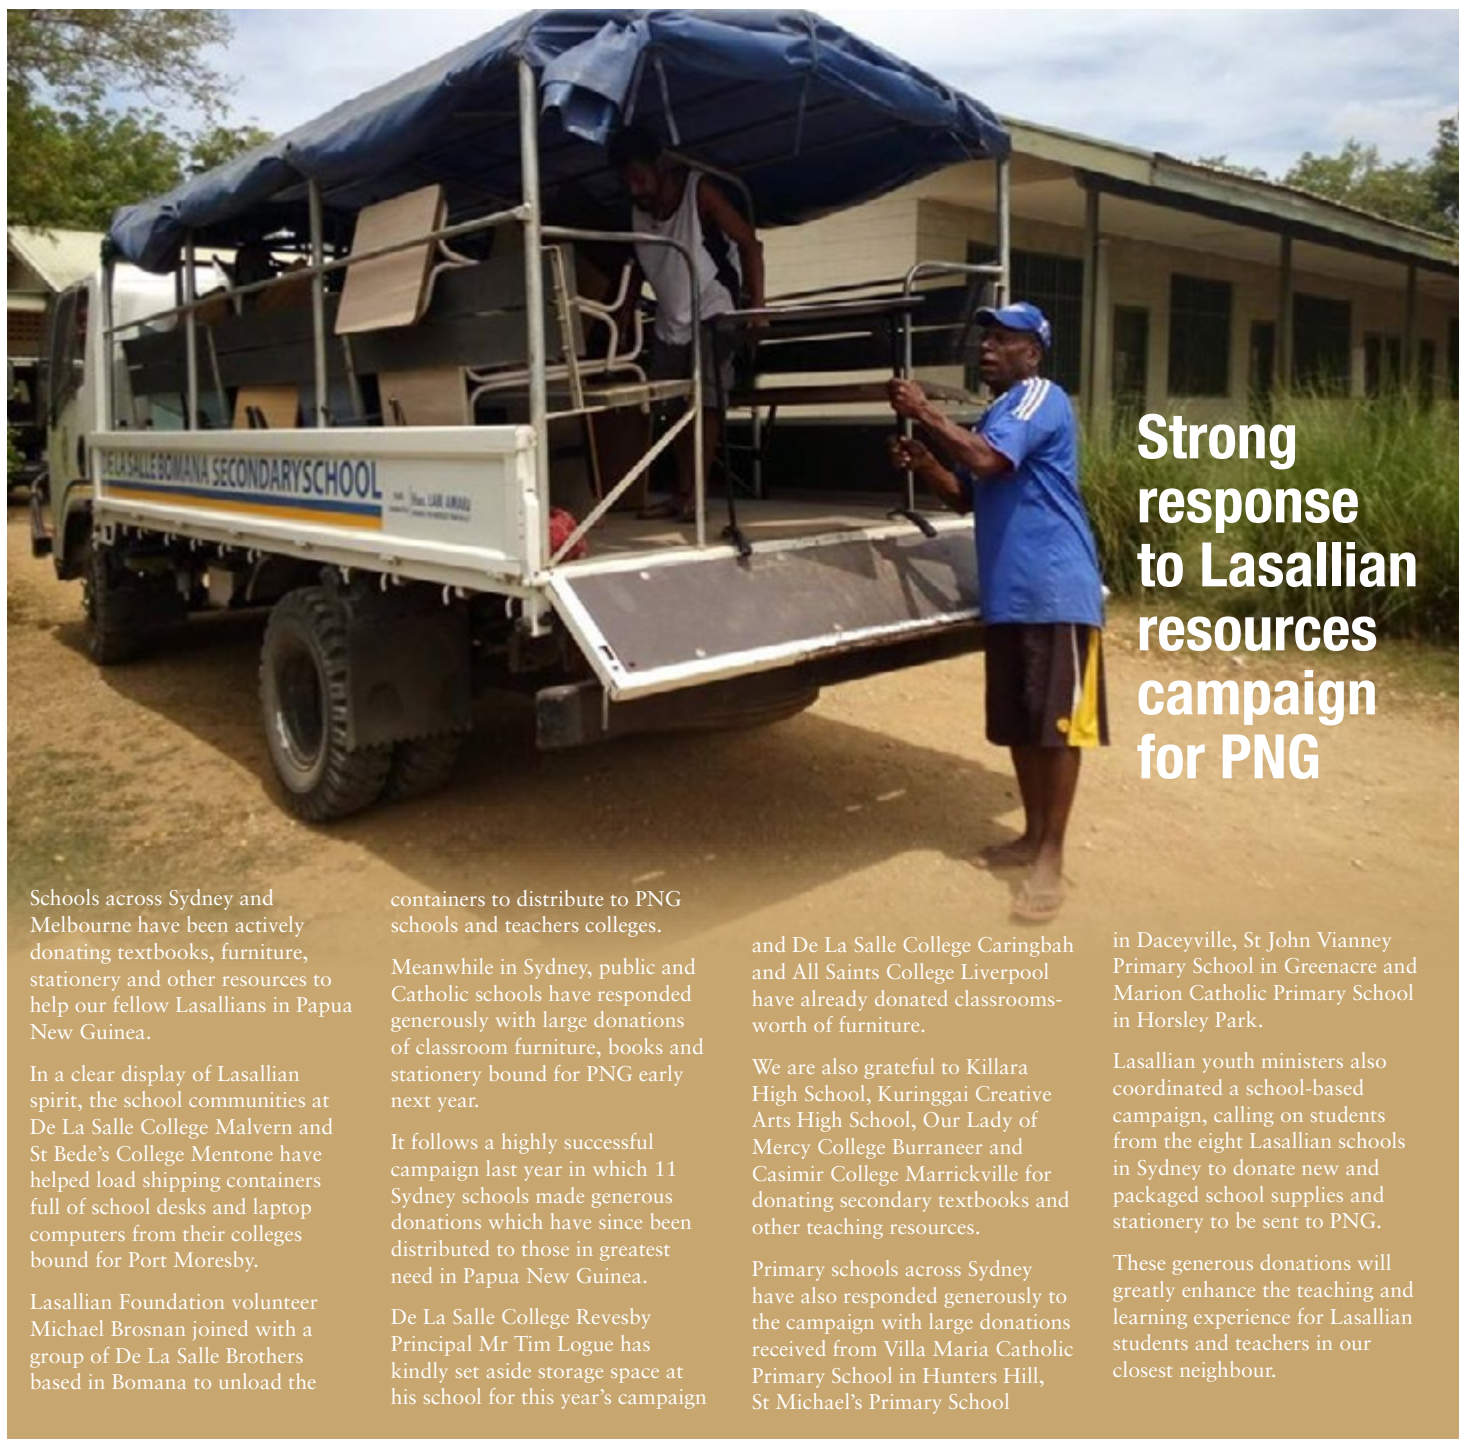 DE LA SALLE BOMANA SECONDARY SCHOOL
Hon.
Strong
response
to Lasallian
resources
campaign
for PNG
Schools across Sydney and
Melbourne have been actively
donating textbooks, furniture,
stationery and other resources to
help our fellow Lasallians in Papua
New Guinea.
In a clear display of Lasallian
spirit, the school communities at
De La Salle College Malvern and
St Bede’s College Mentone have
helped load shipping containers
full of school desks and laptop
computers from their colleges
bound for Port Moresby.
Lasallian Foundation volunteer
Michael Brosnan joined with a
group of De La Salle Brothers
based in Bomana to unload the
containers to distribute to PNG
schools and teachers colleges.
Meanwhile in Sydney, public and
Catholic schools have responded
generously with large donations
of classroom furniture, books and
stationery bound for PNG early
next year.
It follows a highly successful
campaign last year in which 11
Sydney schools made generous
donations which have since been
distributed to those in greatest
need in Papua New Guinea.
De La Salle College Revesby
Principal Mr Tim Logue has
kindly set aside storage space at
his school for this year’s campaign
and De La Salle College Caringbah
and All Saints College Liverpool
have already donated classrooms-
worth of furniture.
We are also grateful to Killara
High School, Kuringgai Creative
Arts High School, Our Lady of
Mercy College Burraneer and
Casimir College Marrickville for
donating secondary textbooks and
other teaching resources.
Primary schools across Sydney
have also responded generously to
the campaign with large donations
received from Villa Maria Catholic
Primary School in Hunters Hill,
St Michael’s Primary School
in Daceyville, St John Vianney
Primary School in Greenacre and
Marion Catholic Primary School
in Horsley Park.
Lasallian youth ministers also
coordinated a school-based
campaign, calling on students
from the eight Lasallian schools
in Sydney to donate new and
packaged school supplies and
stationery to be sent to PNG.
These generous donations will
greatly enhance the teaching and
learning experience for Lasallian
students and teachers in our
closest neighbour.